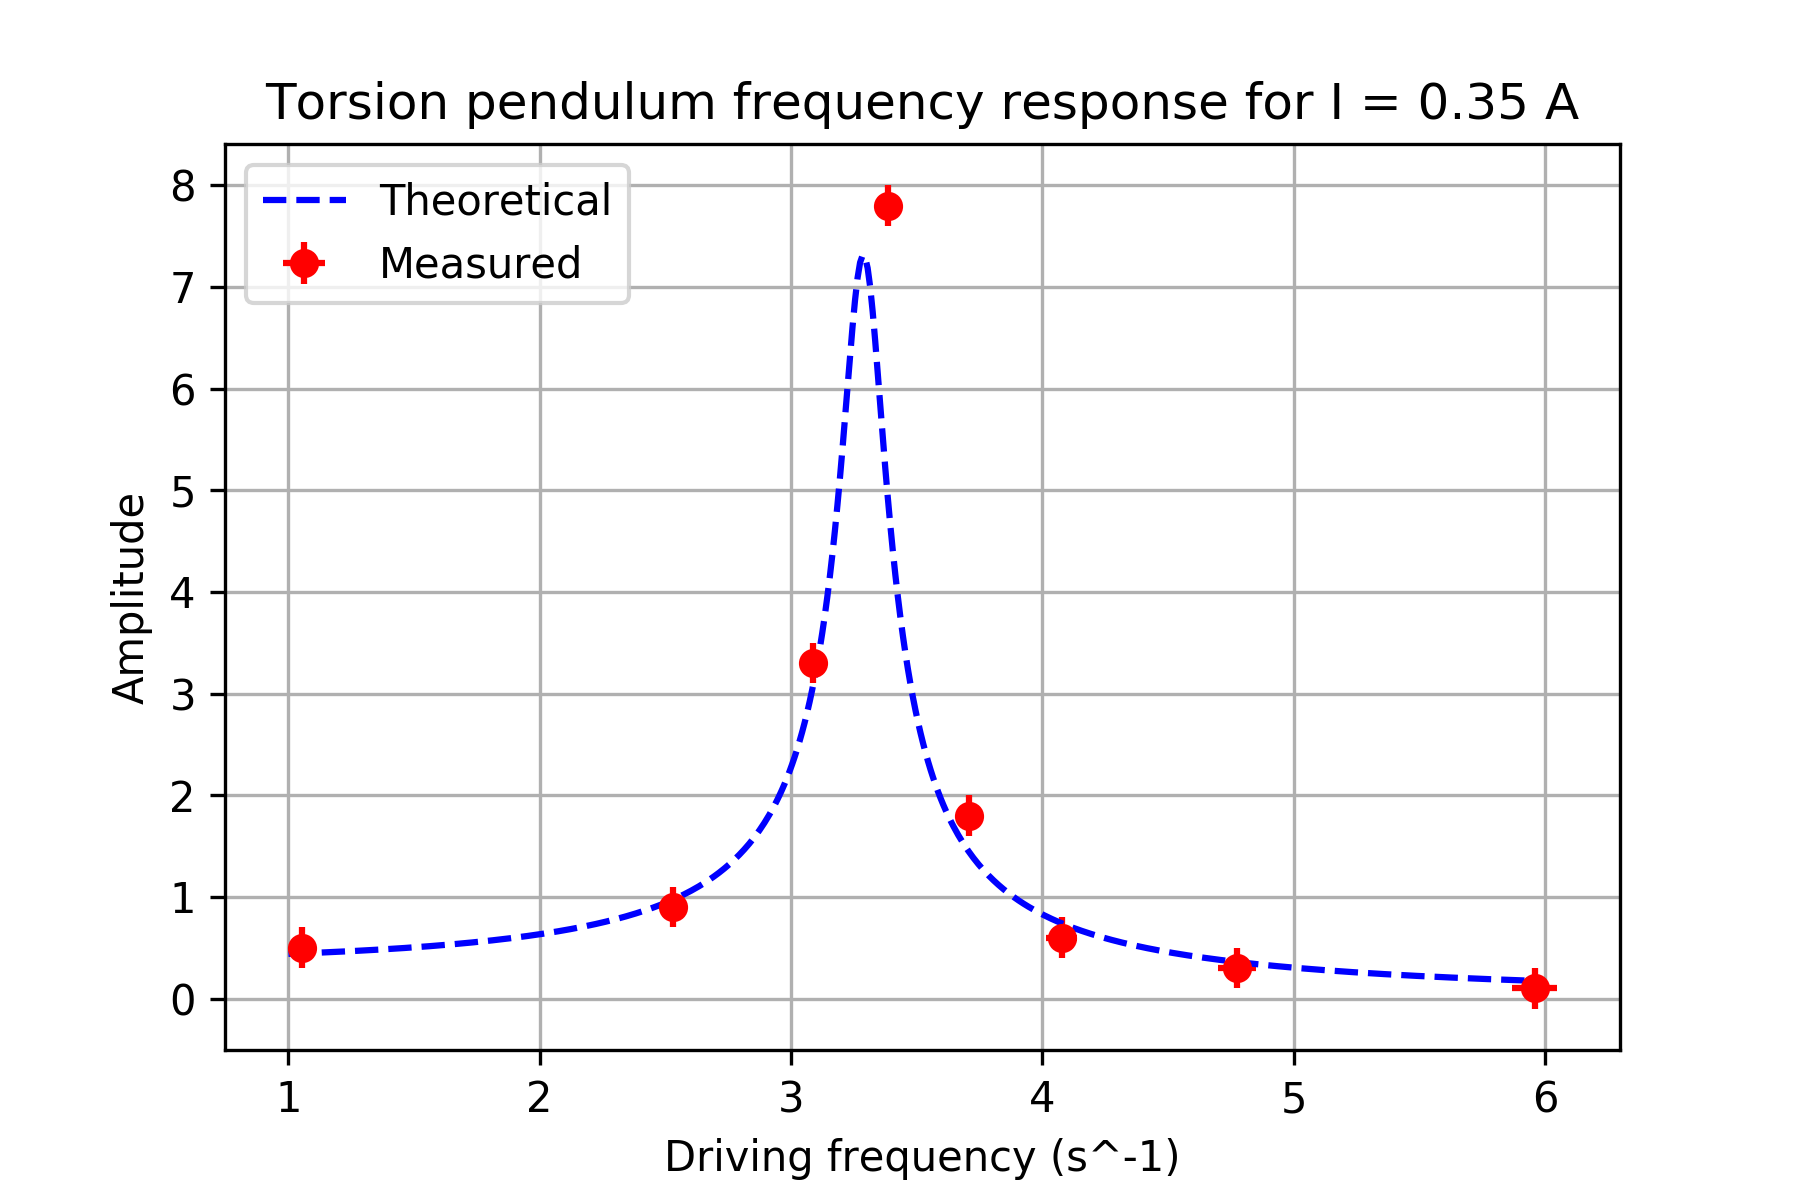 Torsion pendulum frequency response for I = 0.35 A
Theoretical
Measured
8
7
6
5
4
3
2
1
0
Amplitude
1 2 3 4 5 6
Driving frequency (s^-1)